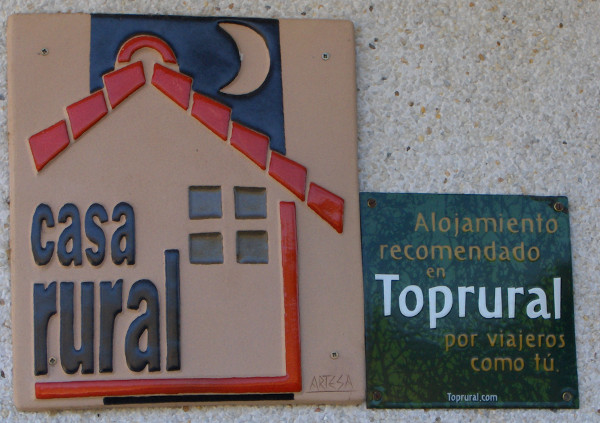 casa
rural
ARTESA
Alojamiento
recomendado
en
Toprural
por viajeros
como tú.
Toprural.com